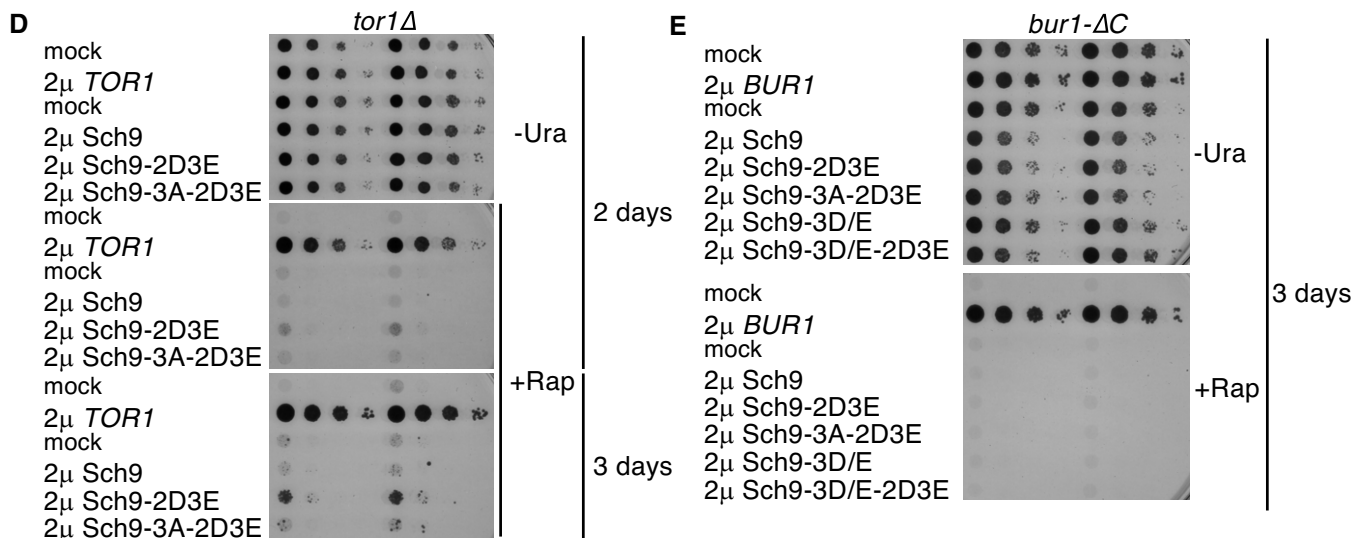 D
tor1Δ
mock
2μ TOR1
mock
2μ Sch9
2μ Sch9-2D3E
2μ Sch9-3A-2D3E
-Ura
mock
2μ TOR1
mock
2μ Sch9
2μ Sch9-2D3E
2μ Sch9-3A-2D3E
2 days
mock
2μ TOR1
mock
2μ Sch9
2μ Sch9-2D3E
2μ Sch9-3A-2D3E
+Rap
3 days
E
bur1-ΔC
mock
2μ BUR1
mock
2μ Sch9
2μ Sch9-2D3E
2μ Sch9-3A-2D3E
2μ Sch9-3D/E
2μ Sch9-3D/E-2D3E
-Ura
mock
2μ BUR1
mock
2μ Sch9
2μ Sch9-2D3E
2μ Sch9-3A-2D3E
2μ Sch9-3D/E
2μ Sch9-3D/E-2D3E
+Rap
3 days